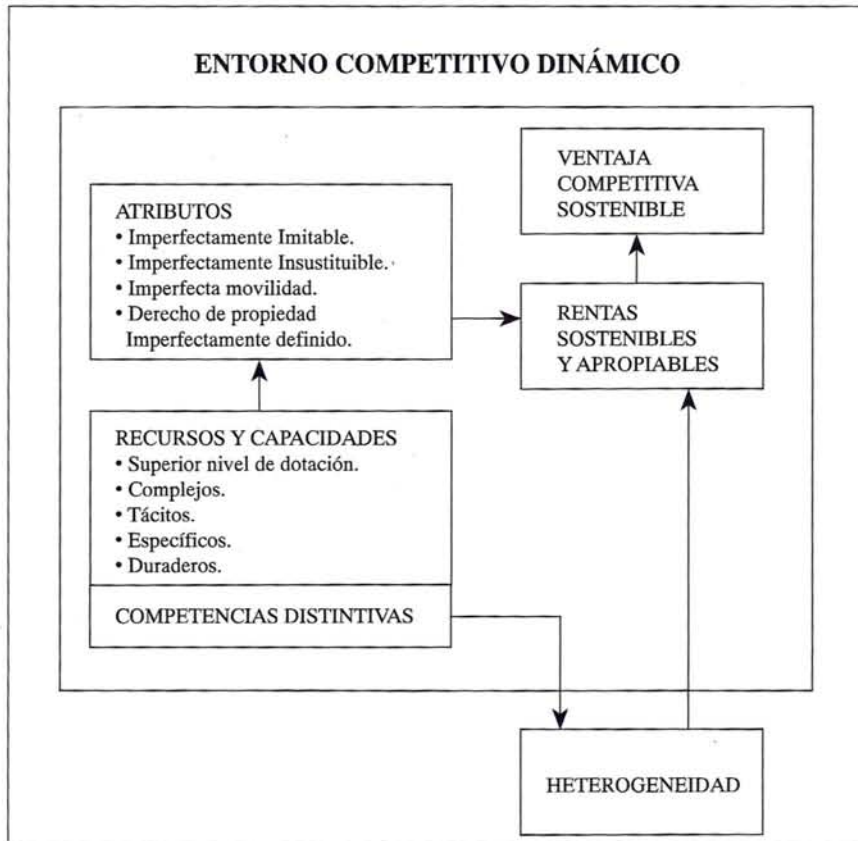 ENTORNO COMPETITIVO DINÁMICO
VENTAJA
COMPETITIVA
SOSTENIBLE
ATRIBUTOS
• Imperfectamente Imitable.
• Imperfectamente Insustituible.
• Imperfecta movilidad.
• Derecho de propiedad
Imperfectamente definido.
RENTAS
SOSTENIBLES
Y APROPIABLES
RECURSOS Y CAPACIDADES
• Superior nivel de dotación.
• Complejos.
• Tácitos.
• Específicos.
• Duraderos.
COMPETENCIAS DISTINTIVAS
HETEROGENEIDAD